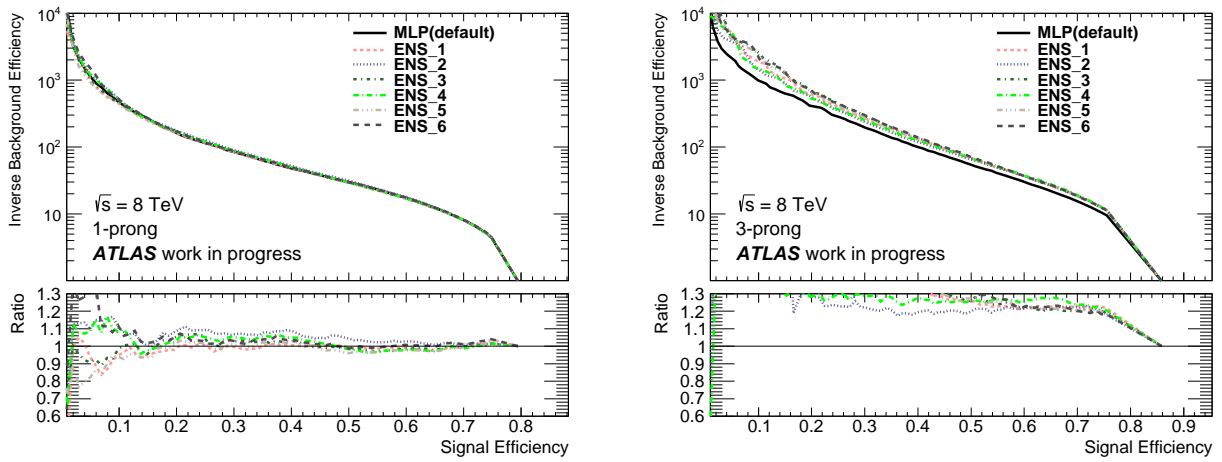 Inverse Background Efficiency
10⁴
10³
10²
10
MLP(default)
ENS_1
ENS_2
ENS_3
ENS_4
ENS_5
ENS_6
√s = 8 TeV
1-prong
ATLAS work in progress
Ratio
1.3
1.2
1.1
1
0.9
0.8
0.7
0.6
0.1 0.2 0.3 0.4 0.5 0.6 0.7 0.8
Signal Efficiency
Inverse Background Efficiency
10⁴
10³
10²
10
MLP(default)
ENS_1
ENS_2
ENS_3
ENS_4
ENS_5
ENS_6
√s = 8 TeV
3-prong
ATLAS work in progress
Ratio
1.3
1.2
1.1
1
0.9
0.8
0.7
0.6
0.1 0.2 0.3 0.4 0.5 0.6 0.7 0.8 0.9
Signal Efficiency